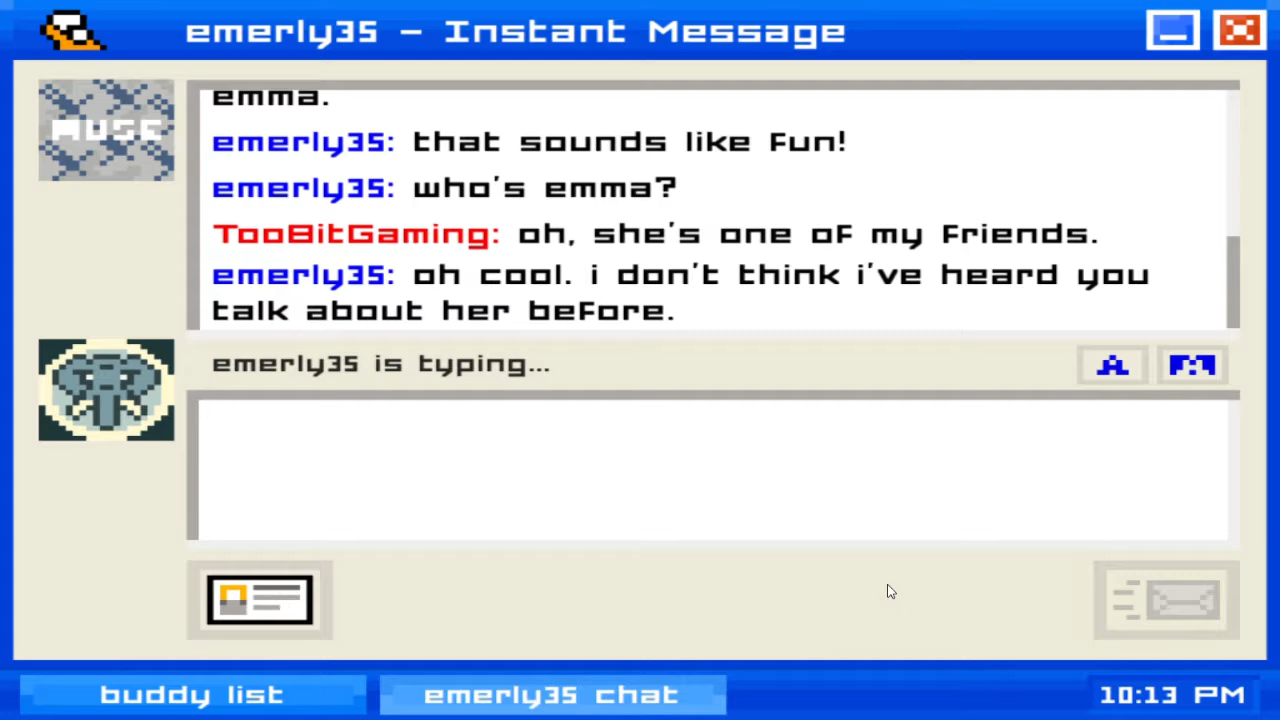 emerly35 - Instant Message
emma.
MUSE
emerly35: that sounds like fun!
emerly35: who's emma?
TooBitGaming: oh, she's one of my friends.
emerly35: oh cool. i don't think i've heard you
talk about her before.
emerly35 is typing...
A
buddy list
emerly35 chat
10:13 PM